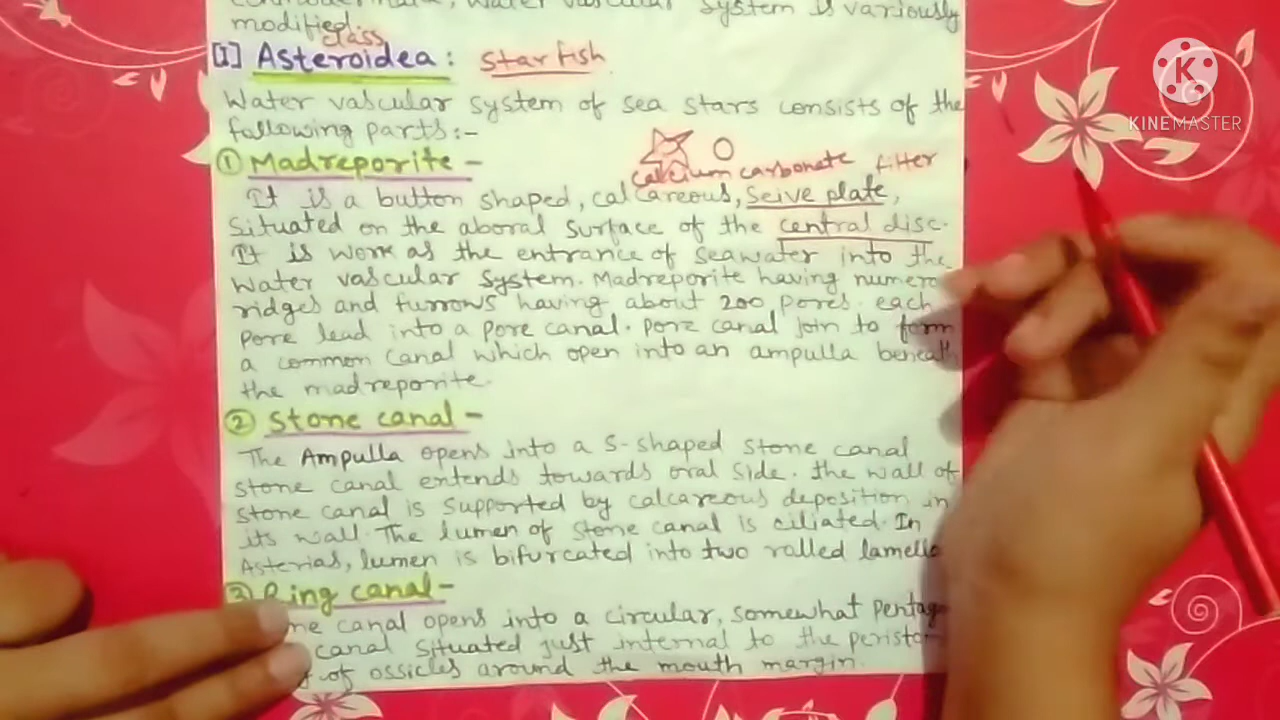 Water vascular system is variously
modified.
class
[I] Asteroidea : Starfish
Water vascular system of sea stars consists of the
following parts:-
① Madreporite -
calcium carbonate filter
It is a button shaped, calcareous, Seive plate,
Situated on the aboral surface of the central disc.
It is work as the entrance of seawater into the
water vascular system. Madreporite having
ridges and furrows having about 200 pores. each
pore lead into a pore canal. pore canal join to form
a common canal which open into an ampulla beneath
the madreporite.
② Stone canal -
The Ampulla opens into a S-shaped stone canal
stone canal extends towards oral side. the wall of
stone canal is supported by calcareous deposition in
its wall. The lumen of stone canal is ciliated. In
Asterias, lumen is bifurcated into two rolled
③ Ring canal -
canal opens into a circular, somewhat
canal situated just internal to the
of ossicles around the mouth margin.
K
KINEMASTER